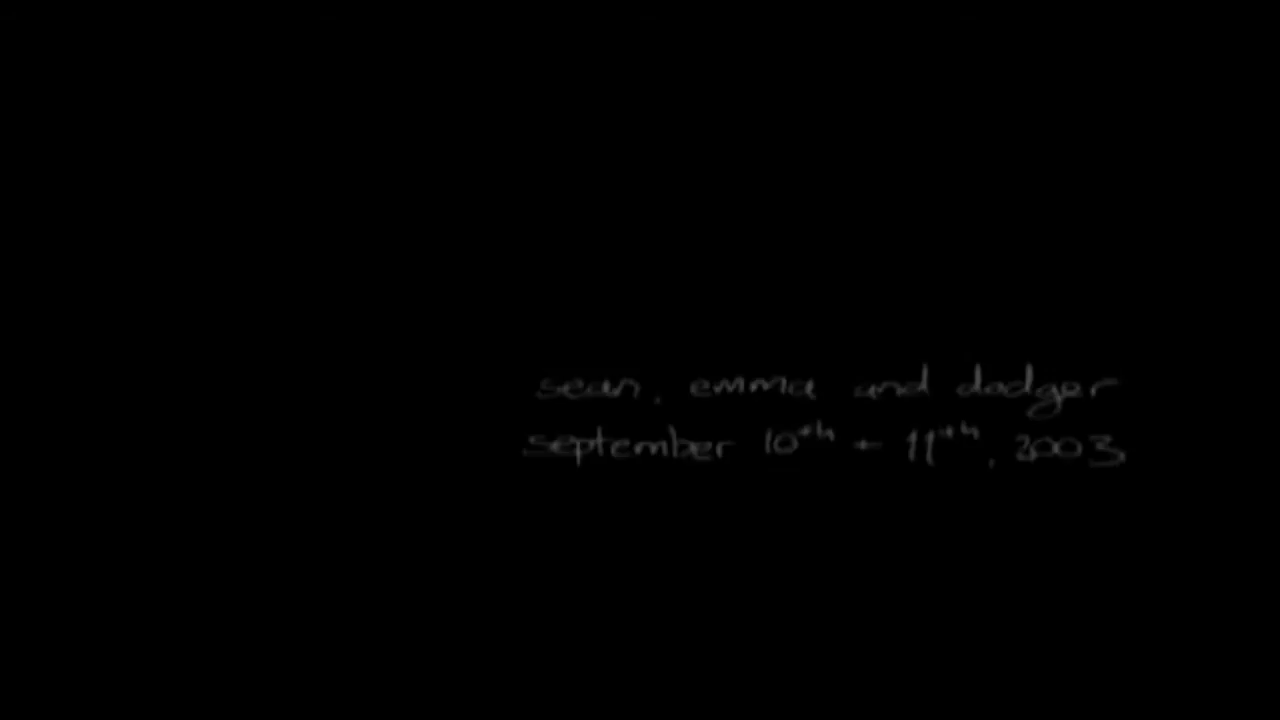 sean, emma and dodger
september 10th + 11th, 2003